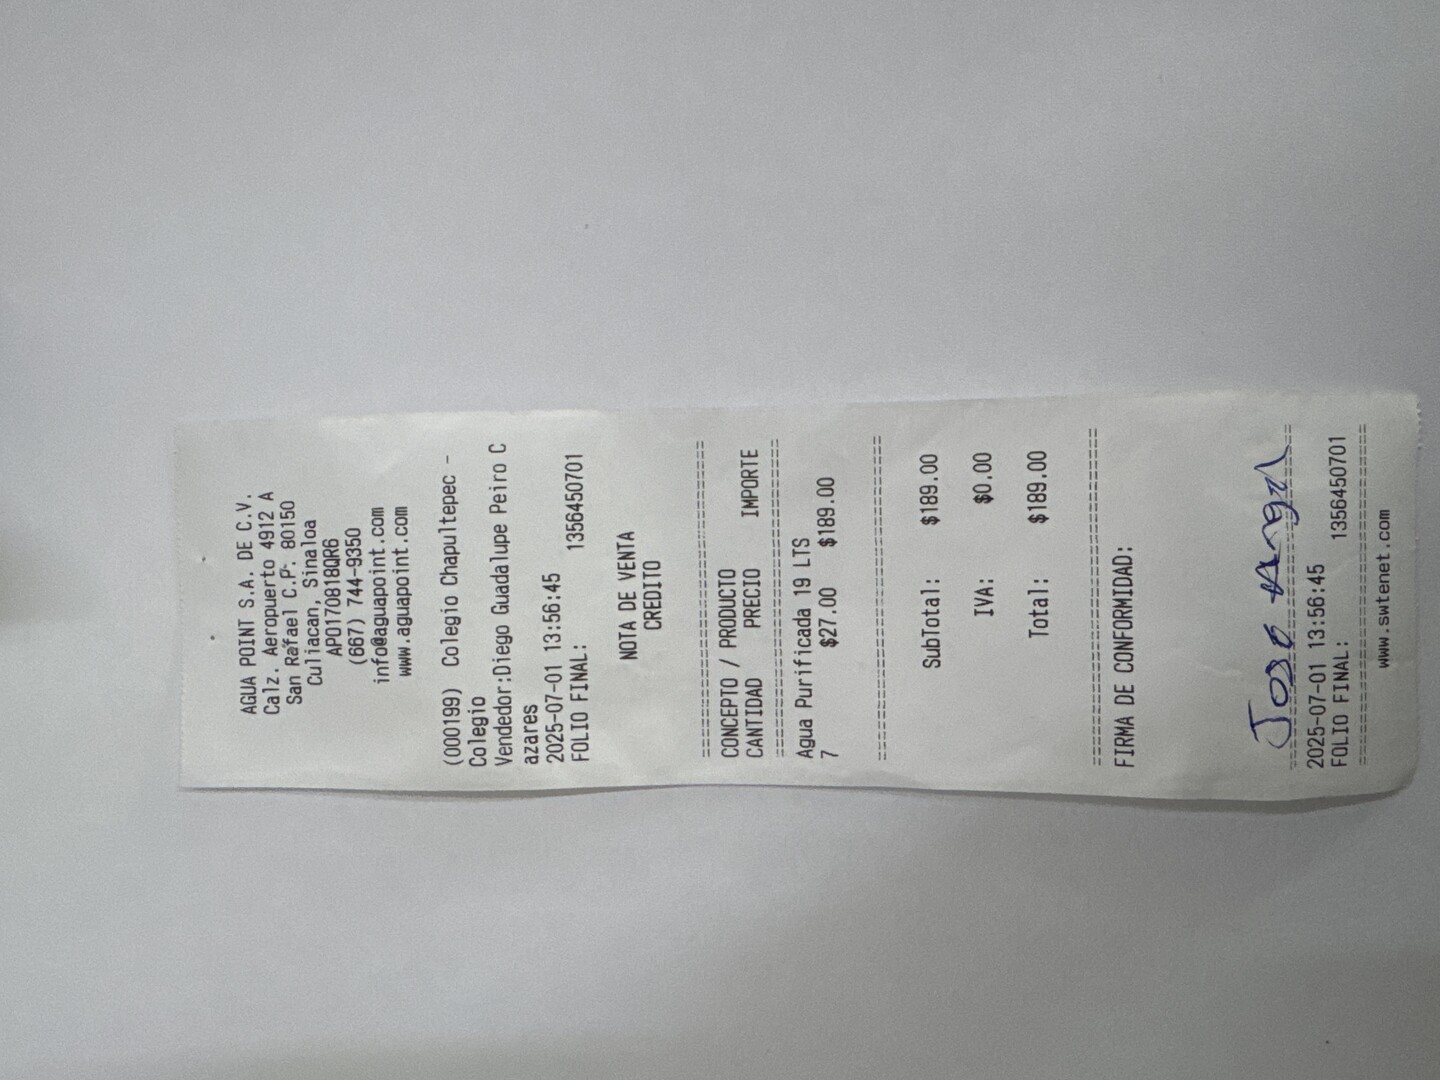 AGUA POINT S.A. DE C.V.
Calz. Aeropuerto 4912 A
San Rafael C.P. 80150
Culiacan, Sinaloa
APO170818QR6
(667) 744-9350
info@aguapoint.com
www.aguapoint.com
(000199) Colegio Chapultepec -
Colegio
Vendedor:Diego Guadalupe Peiro C
azares
2025-07-01 13:56:45
FOLIO FINAL: 1356450701
NOTA DE VENTA
CREDITO
================================
CONCEPTO / PRODUCTO
CANTIDAD PRECIO IMPORTE
================================
Agua Purificada 19 LTS
7 $27.00 $189.00
================================
SubTotal: $189.00
IVA: $0.00
Total: $189.00
================================
FIRMA DE CONFORMIDAD:
Jose Angel
================================
2025-07-01 13:56:45
FOLIO FINAL: 1356450701
================================
www.swtenet.com